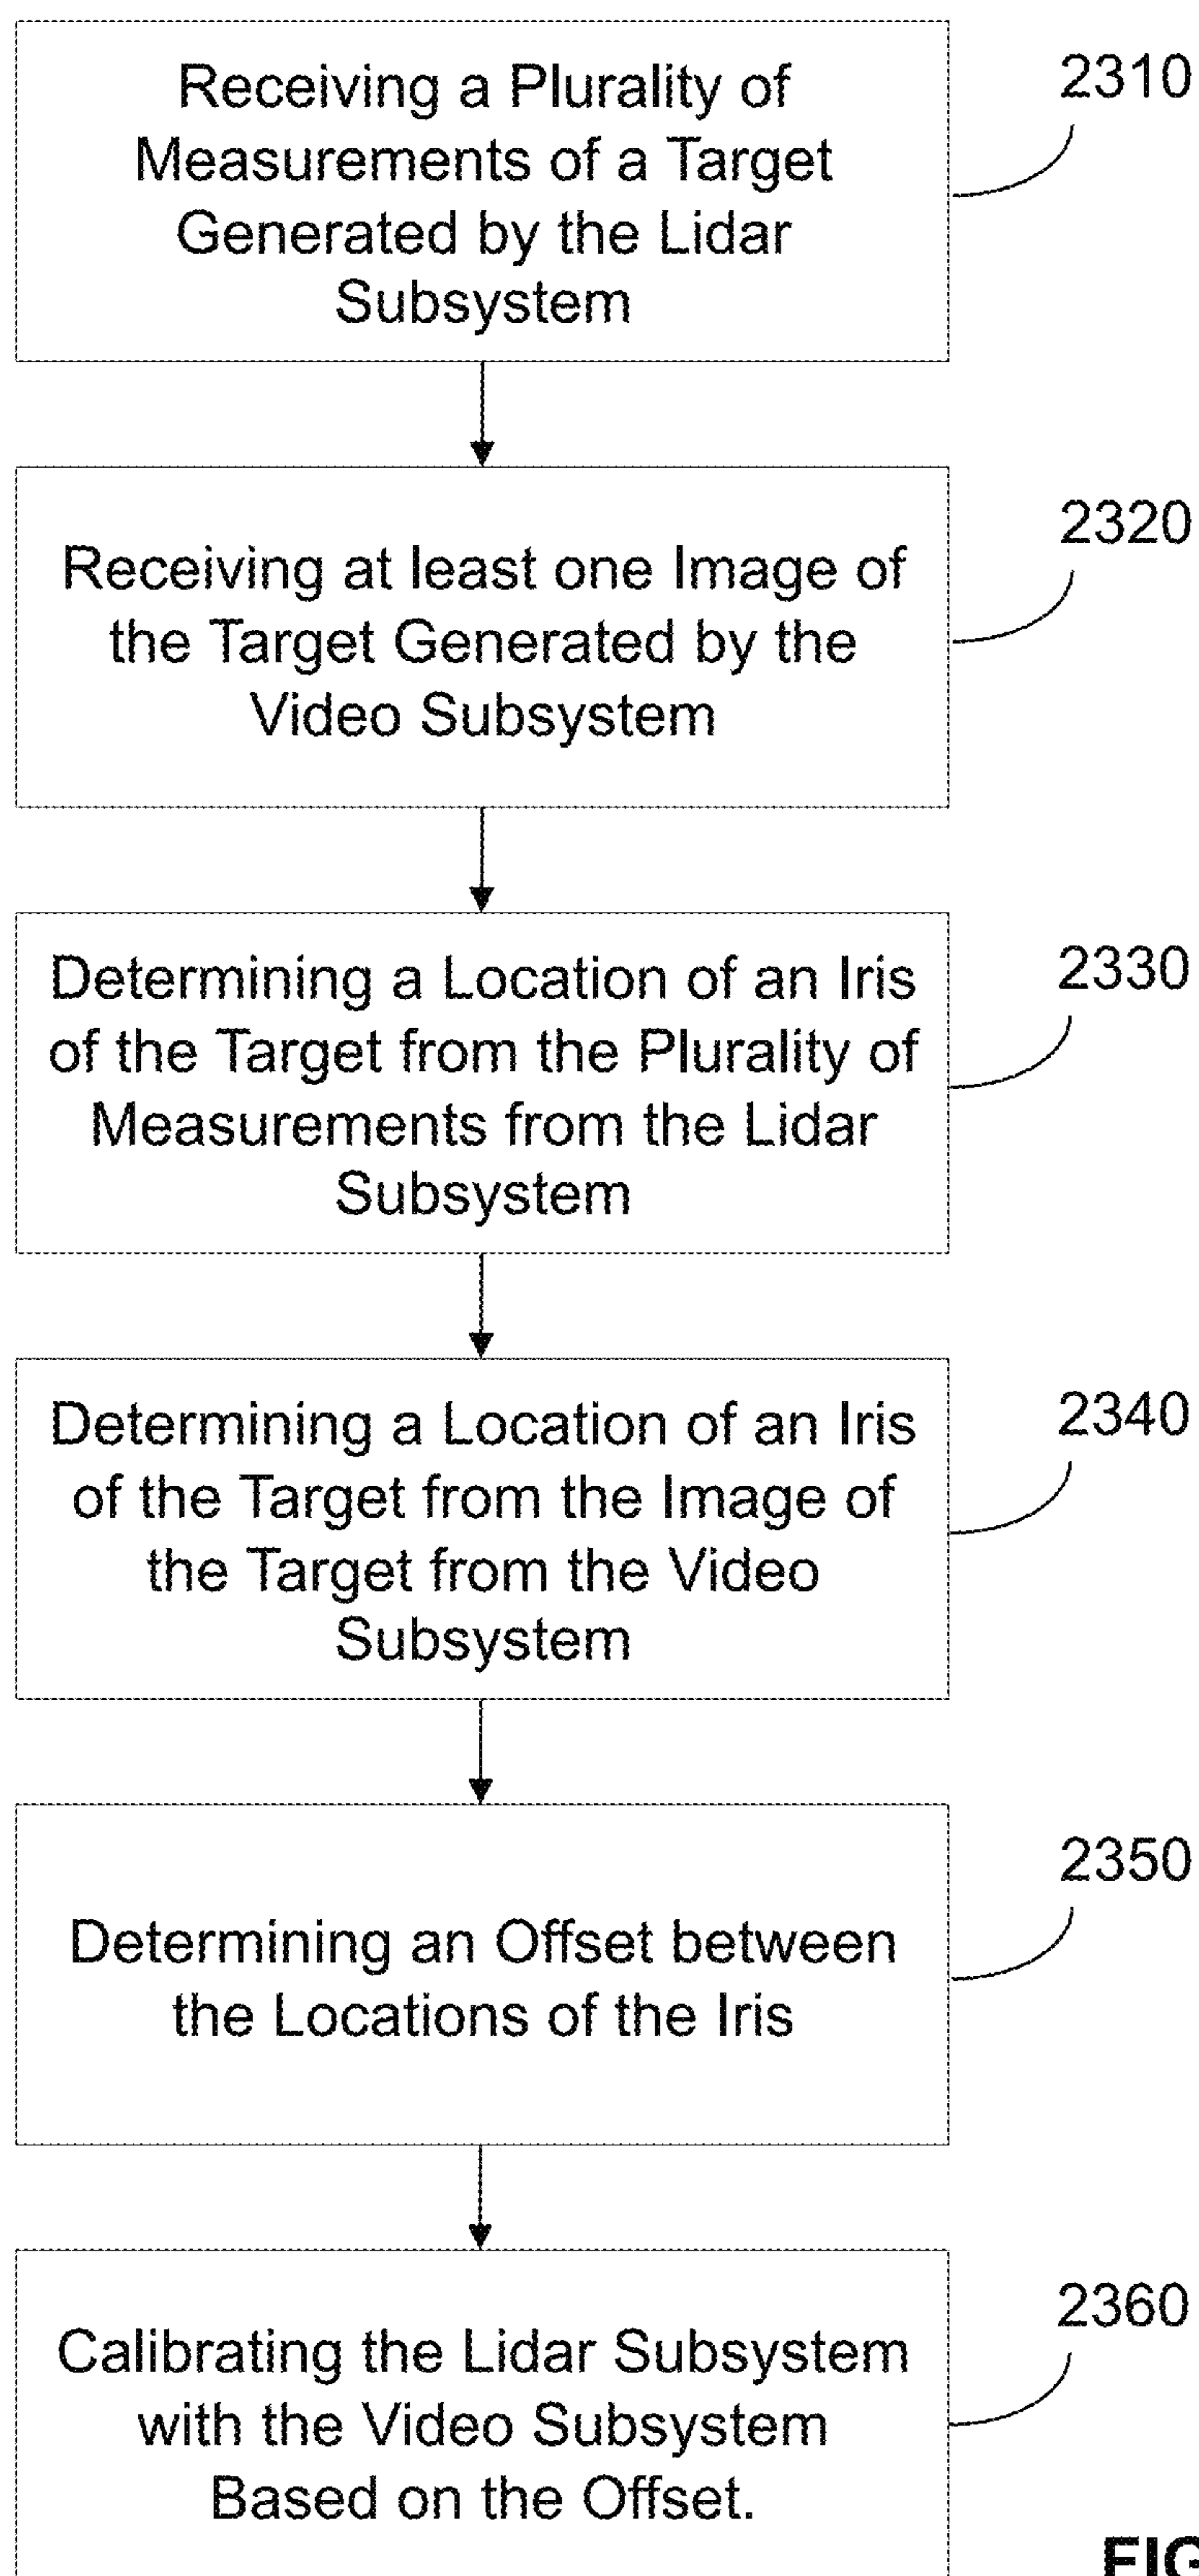 Receiving a Plurality of
Measurements of a Target
Generated by the Lidar
Subsystem
2310
Receiving at least one Image of
the Target Generated by the
Video Subsystem
2320
Determining a Location of an Iris
of the Target from the Plurality of
Measurements from the Lidar
Subsystem
2330
Determining a Location of an Iris
of the Target from the Image of
the Target from the Video
Subsystem
2340
Determining an Offset between
the Locations of the Iris
2350
Calibrating the Lidar Subsystem
with the Video Subsystem
Based on the Offset.
2360
FIG